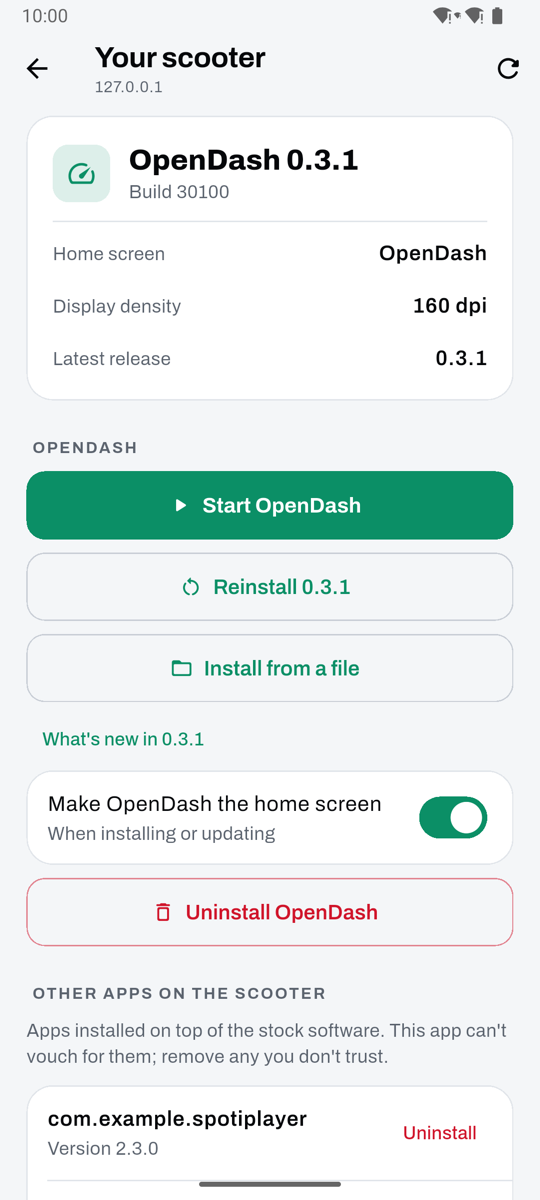 10:00
Your scooter
127.0.0.1
OpenDash 0.3.1
Build 30100
Home screen OpenDash
Display density 160 dpi
Latest release 0.3.1
OPENDASH
Start OpenDash
Reinstall 0.3.1
Install from a file
What's new in 0.3.1
Make OpenDash the home screen
When installing or updating
Uninstall OpenDash
OTHER APPS ON THE SCOOTER
Apps installed on top of the stock software. This app can't
vouch for them; remove any you don't trust.
com.example.spotiplayer
Version 2.3.0
Uninstall